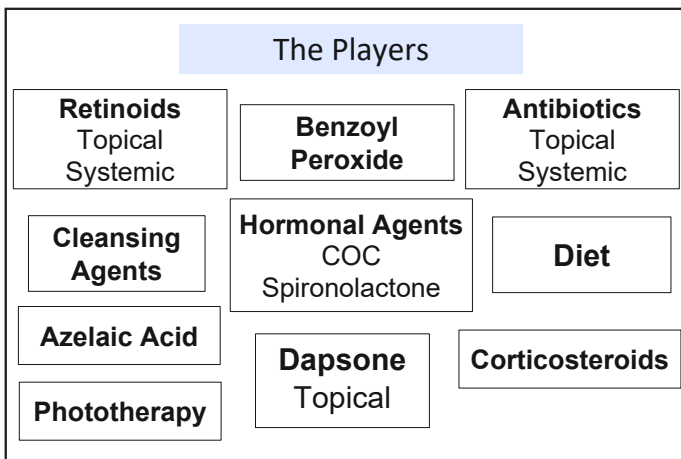 The Players
Retinoids
Topical
Systemic
Benzoyl
Peroxide
Antibiotics
Topical
Systemic
Cleansing
Agents
Hormonal Agents
COC
Spironolactone
Diet
Azelaic Acid
Dapsone
Topical
Corticosteroids
Phototherapy